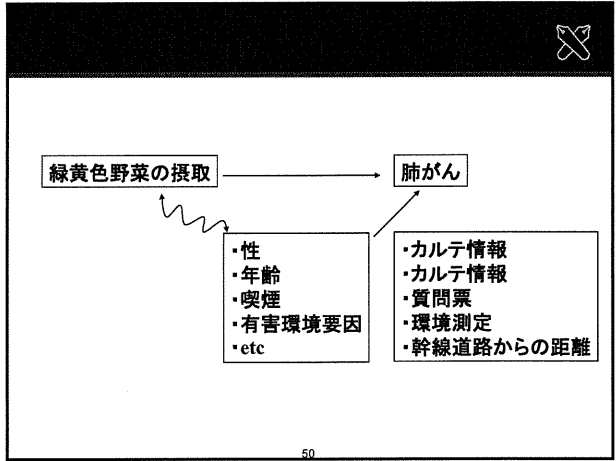 緑黄色野菜の摂取
肺がん
・性
・年齢
・喫煙
・有害環境要因
・etc
・カルテ情報
・カルテ情報
・質問票
・環境測定
・幹線道路からの距離
50